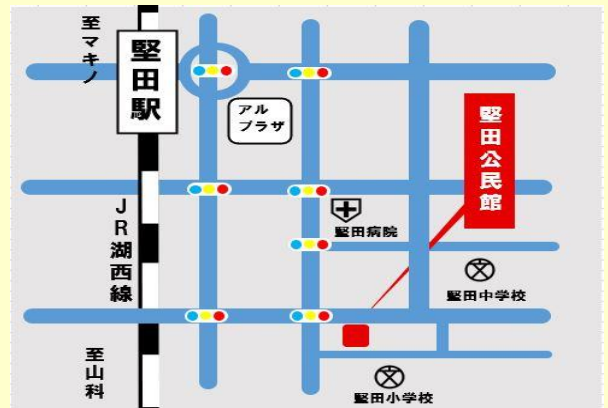 至マキノ
堅田駅
アル
プラザ
堅田公民館
JR湖西線
堅田病院
堅田中学校
至山科
堅田小学校